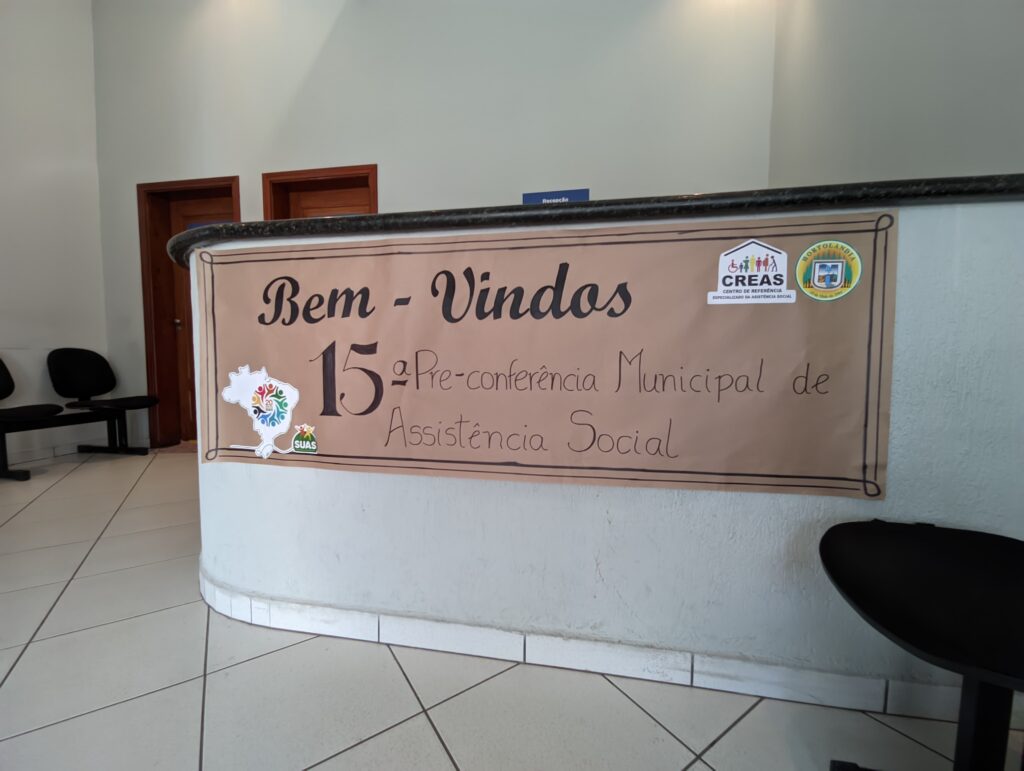 Recepção
Bem - Vindos
15ª Pre-conferência Municipal de
Assistência Social
CREAS
CENTRO DE REFERÊNCIA
ESPECIALIZADO DA ASSISTÊNCIA SOCIAL
HORTOLÂNDIA
SUAS